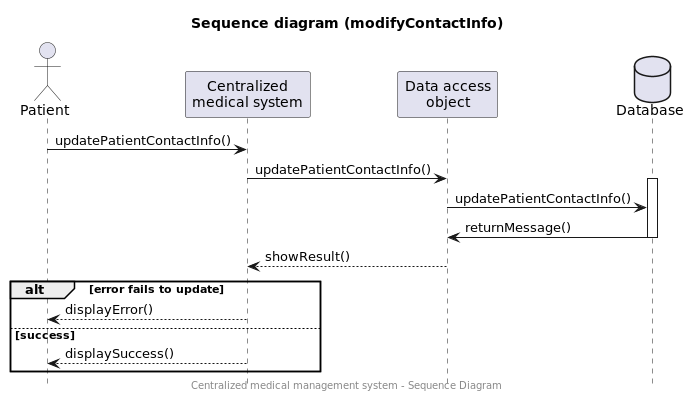 Sequence diagram (modifyContactInfo)
Patient
Centralized
medical system
Data access
object
Database
updatePatientContactInfo()
updatePatientContactInfo()
updatePatientContactInfo()
returnMessage()
showResult()
alt [error fails to update]
displayError()
[success]
displaySuccess()
Centralized medical management system - Sequence Diagram